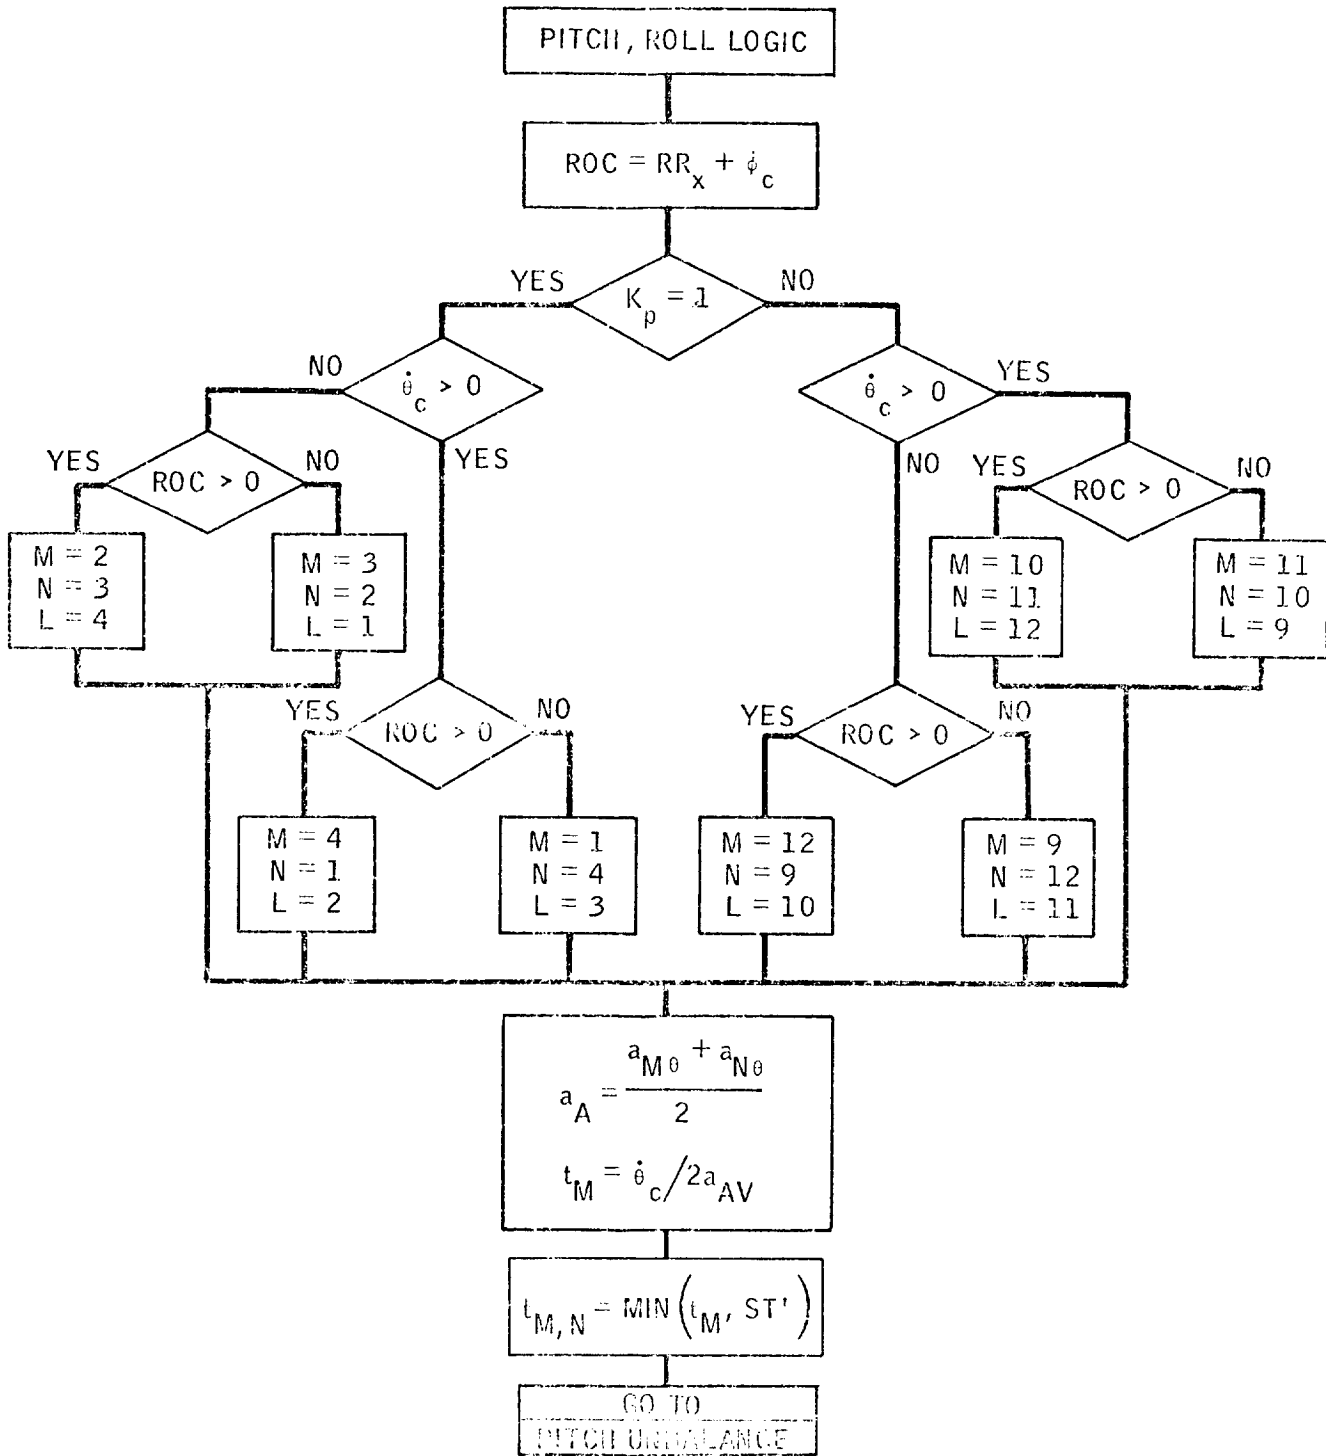 PITCH, ROLL LOGIC
ROC = RR_x + φ̇_c
YES
K_p = 1
NO
NO
θ̇_c > 0
YES
θ̇_c > 0
YES
NO
YES
ROC > 0
NO
YES
ROC > 0
NO
M = 2
N = 3
L = 4
M = 3
N = 2
L = 1
M = 10
N = 11
L = 12
M = 11
N = 10
L = 9
YES
ROC > 0
NO
YES
ROC > 0
NO
M = 4
N = 1
L = 2
M = 1
N = 4
L = 3
M = 12
N = 9
L = 10
M = 9
N = 12
L = 11
a_A = (a_Mθ + a_Nθ) / 2
t_M = θ̇_c/2a_AV
t_M,N = MIN(t_M, ST')
GO TO
PITCH UNBALANCE